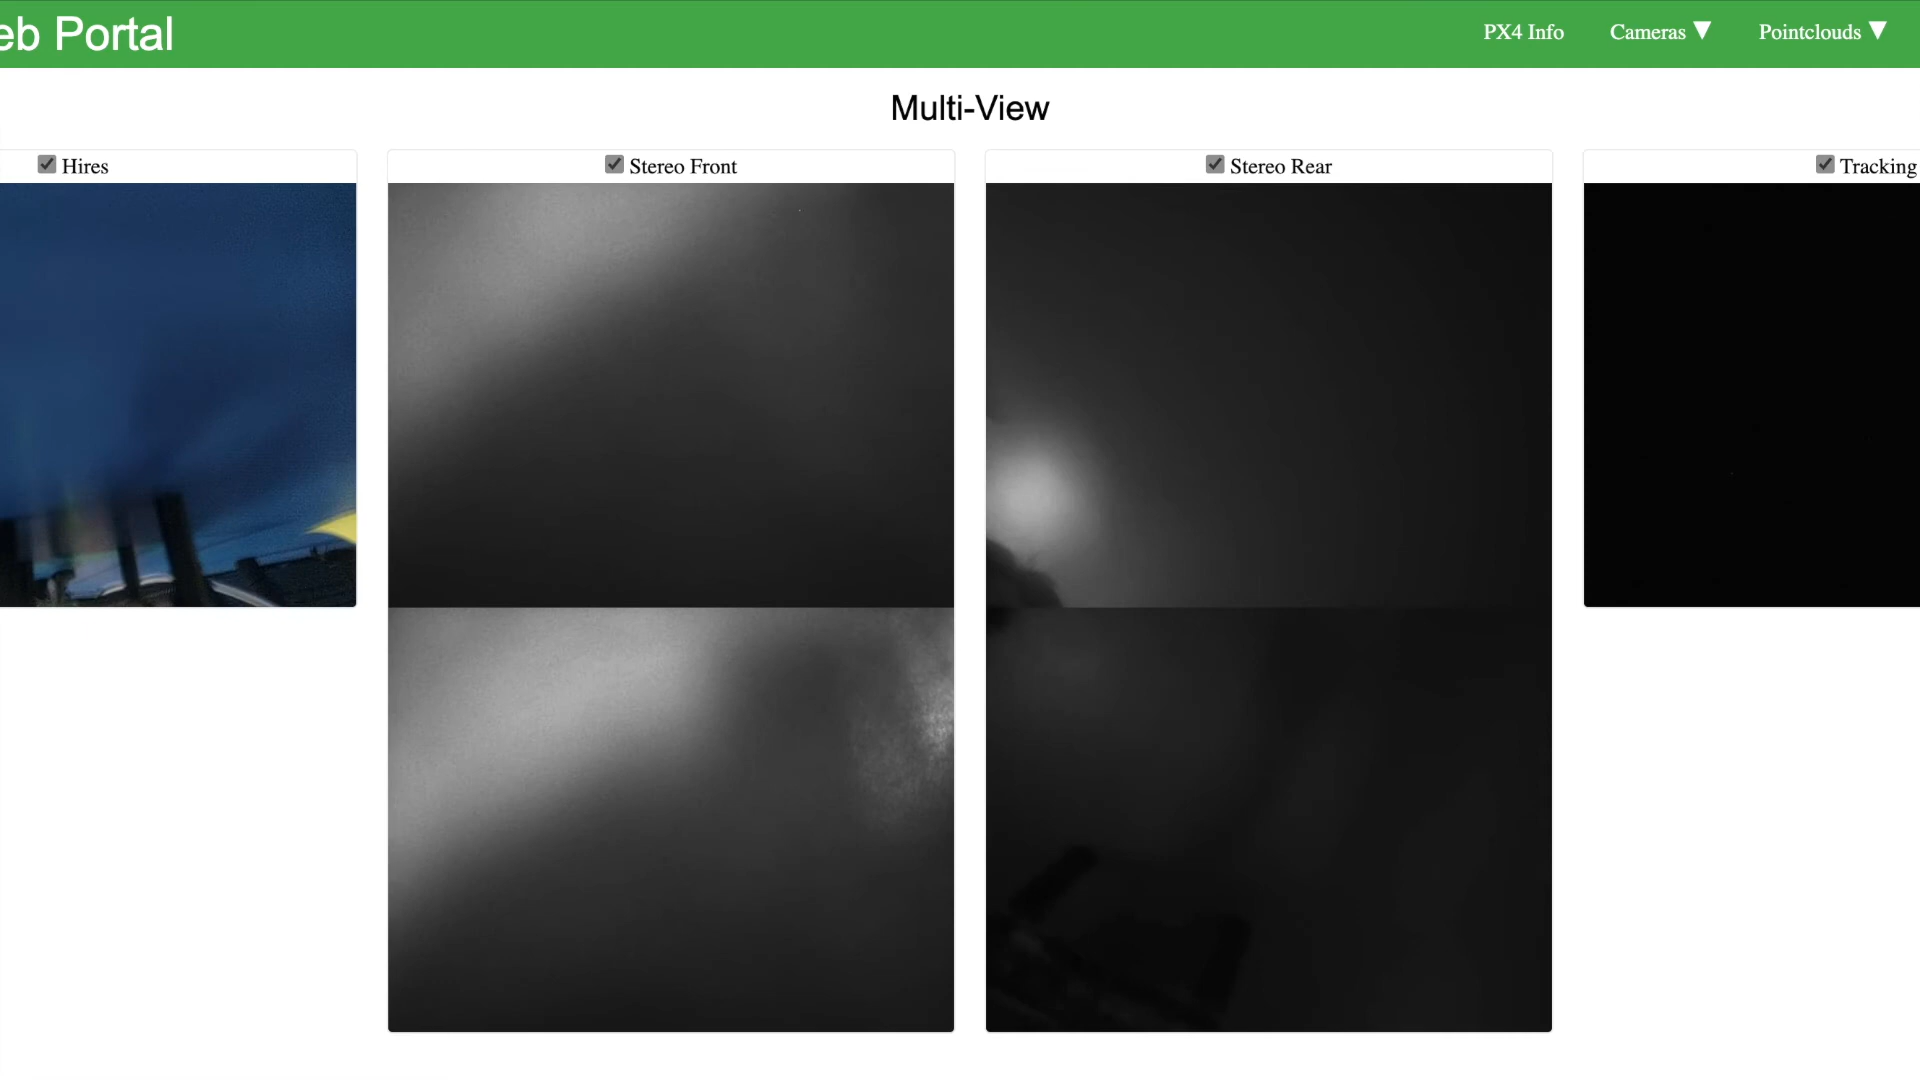 eb Portal
PX4 Info
Cameras ▼
Pointclouds ▼
Multi-View
Hires
Stereo Front
Stereo Rear
Tracking